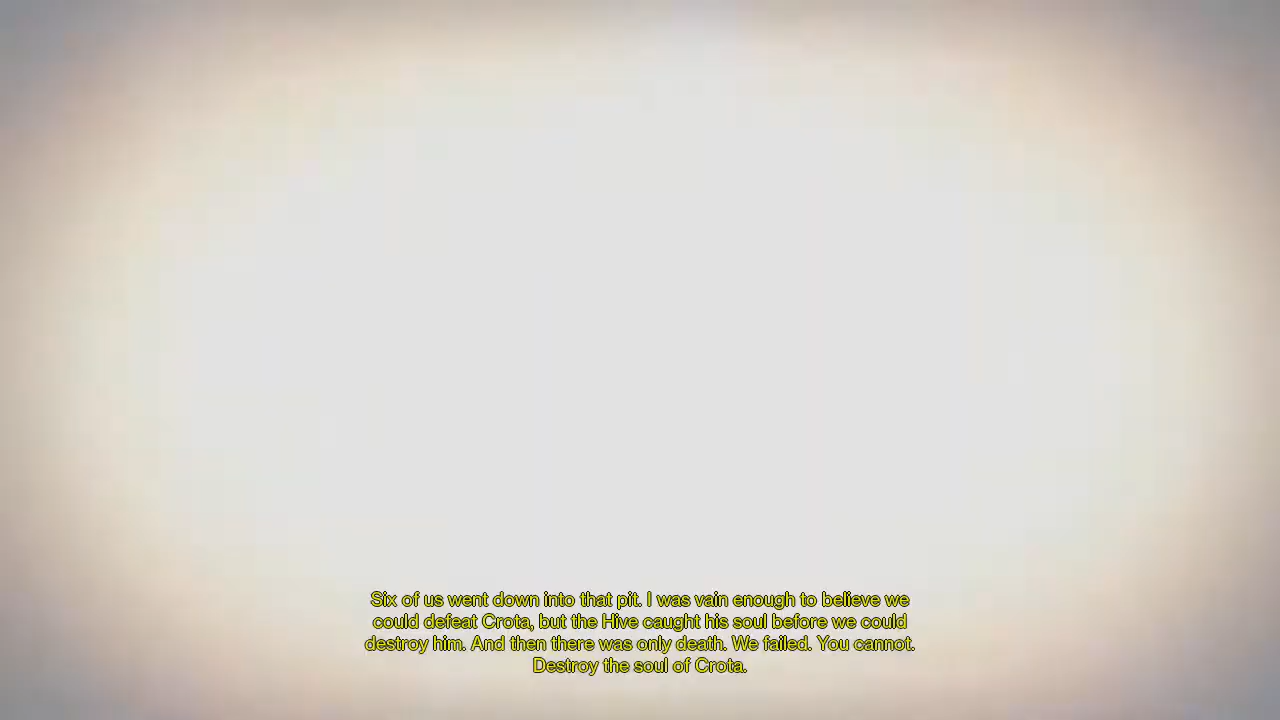 Six of us went down into that pit. I was vain enough to believe we
could defeat Crota, but the Hive caught his soul before we could
destroy him. And then there was only death. We failed. You cannot.
Destroy the soul of Crota.